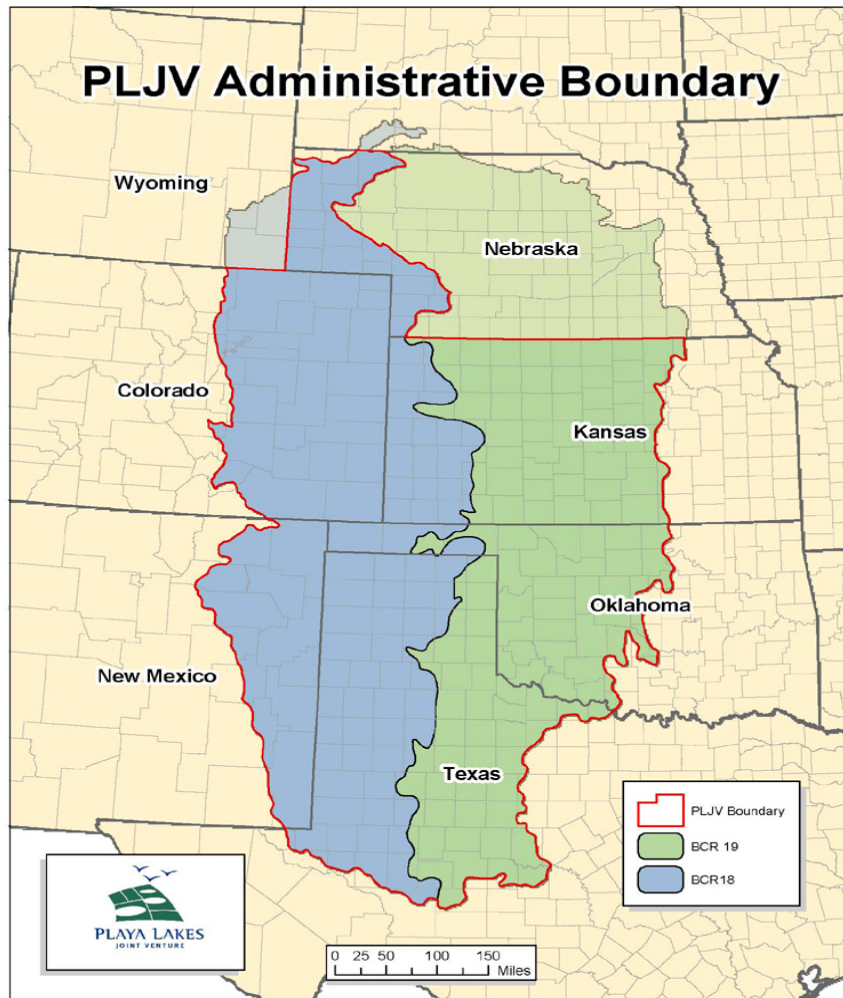 PLJV Administrative Boundary
Wyoming
Nebraska
Colorado
Kansas
Oklahoma
New Mexico
Texas
PLJV Boundary
BCR 19
BCR18
PLAYA LAKES
JOINT VENTURE
0 25 50 100 150
Miles